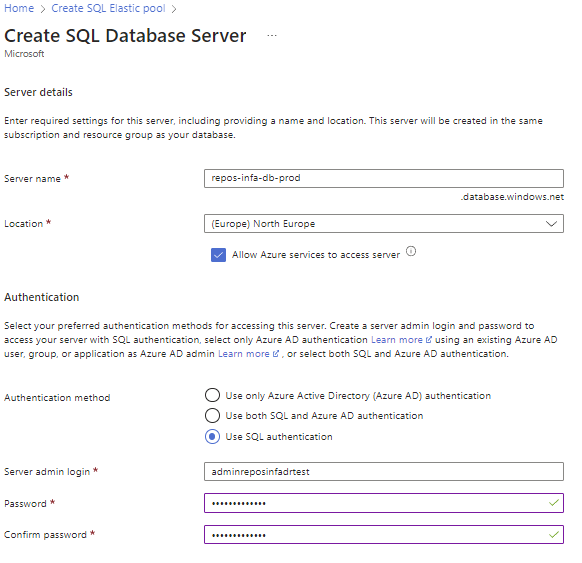 Home > Create SQL Elastic pool >
Create SQL Database Server ...
Microsoft
Server details
Enter required settings for this server, including providing a name and location. This server will be created in the same
subscription and resource group as your database.
Server name * repos-infa-db-prod
.database.windows.net
Location * (Europe) North Europe
Allow Azure services to access server
Authentication
Select your preferred authentication methods for accessing this server. Create a server admin login and password to
access your server with SQL authentication, select only Azure AD authentication Learn more using an existing Azure AD
user, group, or application as Azure AD admin Learn more , or select both SQL and Azure AD authentication.
Authentication method
Use only Azure Active Directory (Azure AD) authentication
Use both SQL and Azure AD authentication
Use SQL authentication
Server admin login * adminreposinfadrtest
Password * •••••••••••••
Confirm password * •••••••••••••